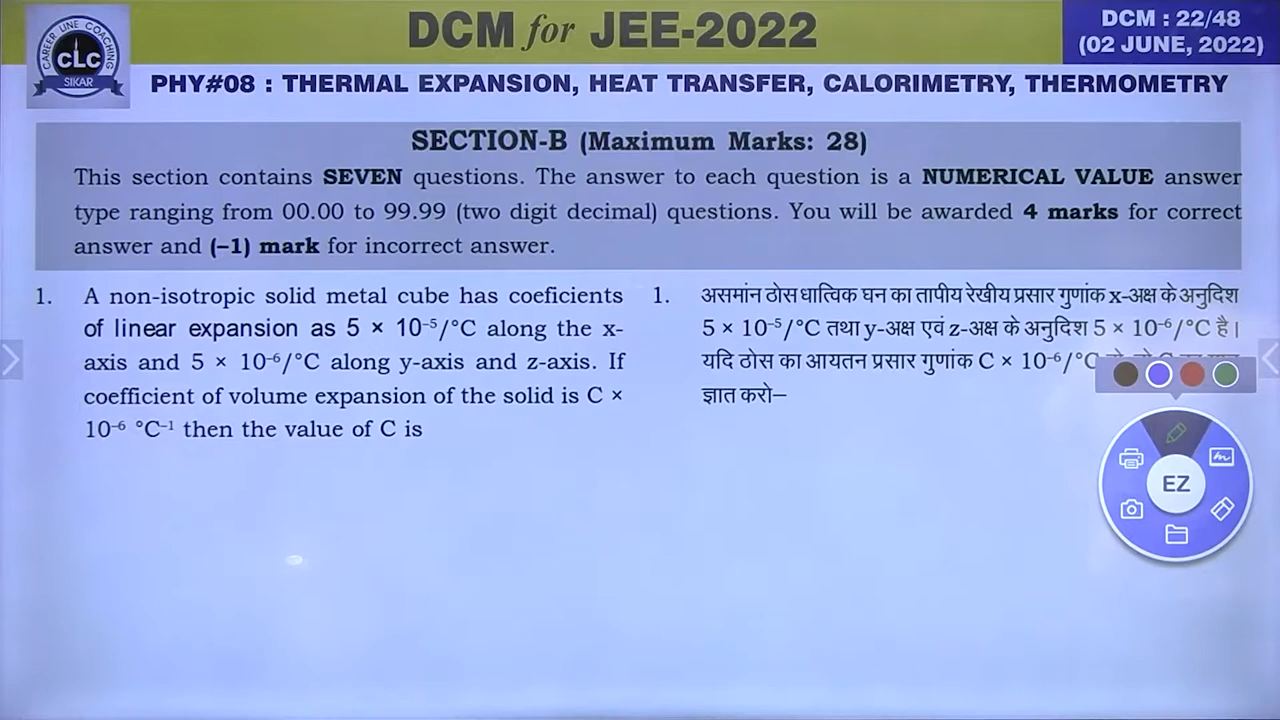 CAREER LINE COACHING
CLC
SIKAR
DCM for JEE-2022
DCM : 22/48
(02 JUNE, 2022)
PHY#08 : THERMAL EXPANSION, HEAT TRANSFER, CALORIMETRY, THERMOMETRY
SECTION-B (Maximum Marks: 28)
This section contains SEVEN questions. The answer to each question is a NUMERICAL VALUE answer
type ranging from 00.00 to 99.99 (two digit decimal) questions. You will be awarded 4 marks for correct
answer and (–1) mark for incorrect answer.
1. A non-isotropic solid metal cube has coeficients
of linear expansion as 5 × 10⁻⁵/°C along the x-
axis and 5 × 10⁻⁶/°C along y-axis and z-axis. If
coefficient of volume expansion of the solid is C ×
10⁻⁶ °C⁻¹ then the value of C is
1. असमांन ठोस धात्विक घन का तापीय रेखीय प्रसार गुणांक x-अक्ष के अनुदिश
5 × 10⁻⁵/°C तथा y-अक्ष एवं z-अक्ष के अनुदिश 5 × 10⁻⁶/°C है।
यदि ठोस का आयतन प्रसार गुणांक C × 10⁻⁶/°C
ज्ञात करो–
EZ